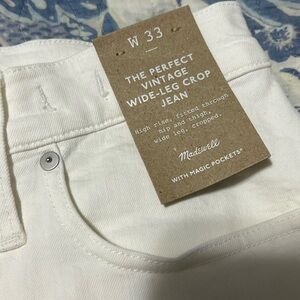 W 33
THE PERFECT
VINTAGE
WIDE-LEG CROP
JEAN
High rise, fitted through
hip and thigh,
wide leg, cropped.
Madewell
WITH MAGIC POCKETS®